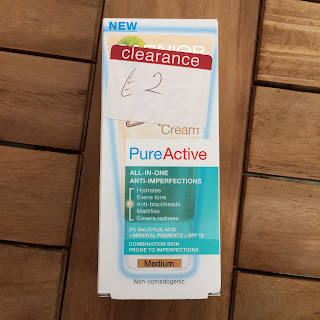 NEW
GARNIER
clearance
£2
Cream
PureActive
ALL-IN-ONE
ANTI-IMPERFECTIONS
Hydrates
Evens tone
Anti-blackheads
Mattifies
Covers redness
2% SALICYLIC ACID
+ MINERAL PIGMENTS + SPF 15
COMBINATION SKIN
PRONE TO IMPERFECTIONS
Medium
Non-comedogenic